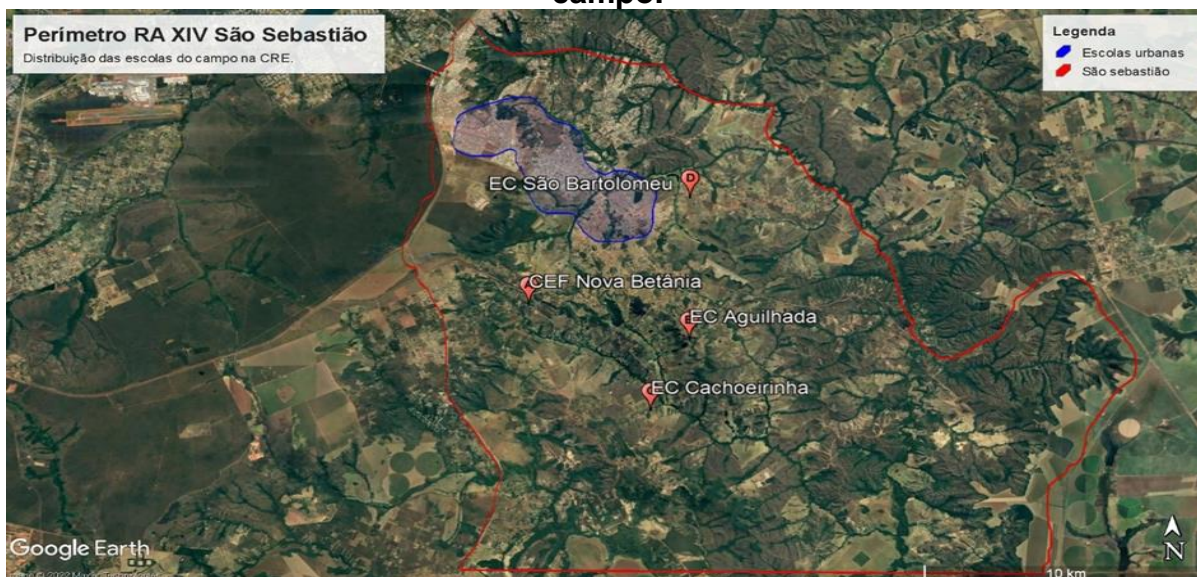 campo.
Perímetro RA XIV São Sebastião
Distribuição das escolas do campo na CRE.
Legenda
Escolas urbanas
São sebastião
D
EC São Bartolomeu
CEF Nova Betânia
EC Aguilhada
EC Cachoeirinha
Google Earth
N
10 km